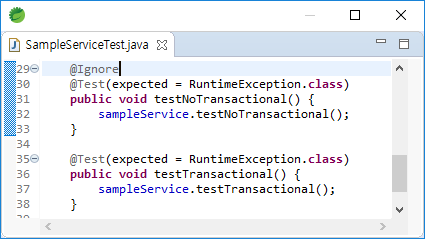 SampleServiceTest.java
29 @Ignore
30 @Test(expected = RuntimeException.class)
31 public void testNoTransactional() {
32 sampleService.testNoTransactional();
33 }
34
35 @Test(expected = RuntimeException.class)
36 public void testTransactional() {
37 sampleService.testTransactional();
38 }